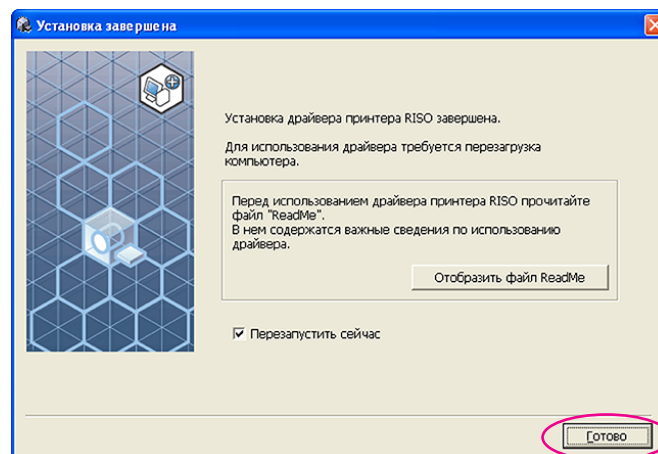 Установка завершена
Установка драйвера принтера RISO завершена.
Для использования драйвера требуется перезагрузка
компьютера.
Перед использованием драйвера принтера RISO прочитайте
файл "ReadMe".
В нем содержатся важные сведения по использованию
драйвера.
Отобразить файл ReadMe
Перезапустить сейчас
Готово